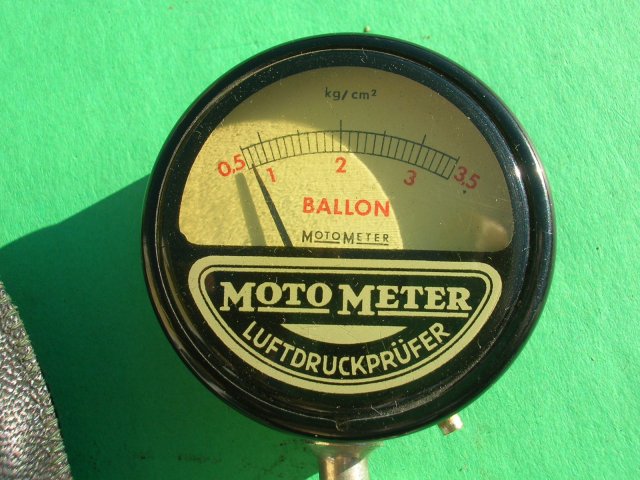 kg/cm²
0,5 1 2 3 3,5
BALLON
MOTOMETER
MOTO METER
LUFTDRUCKPRÜFER